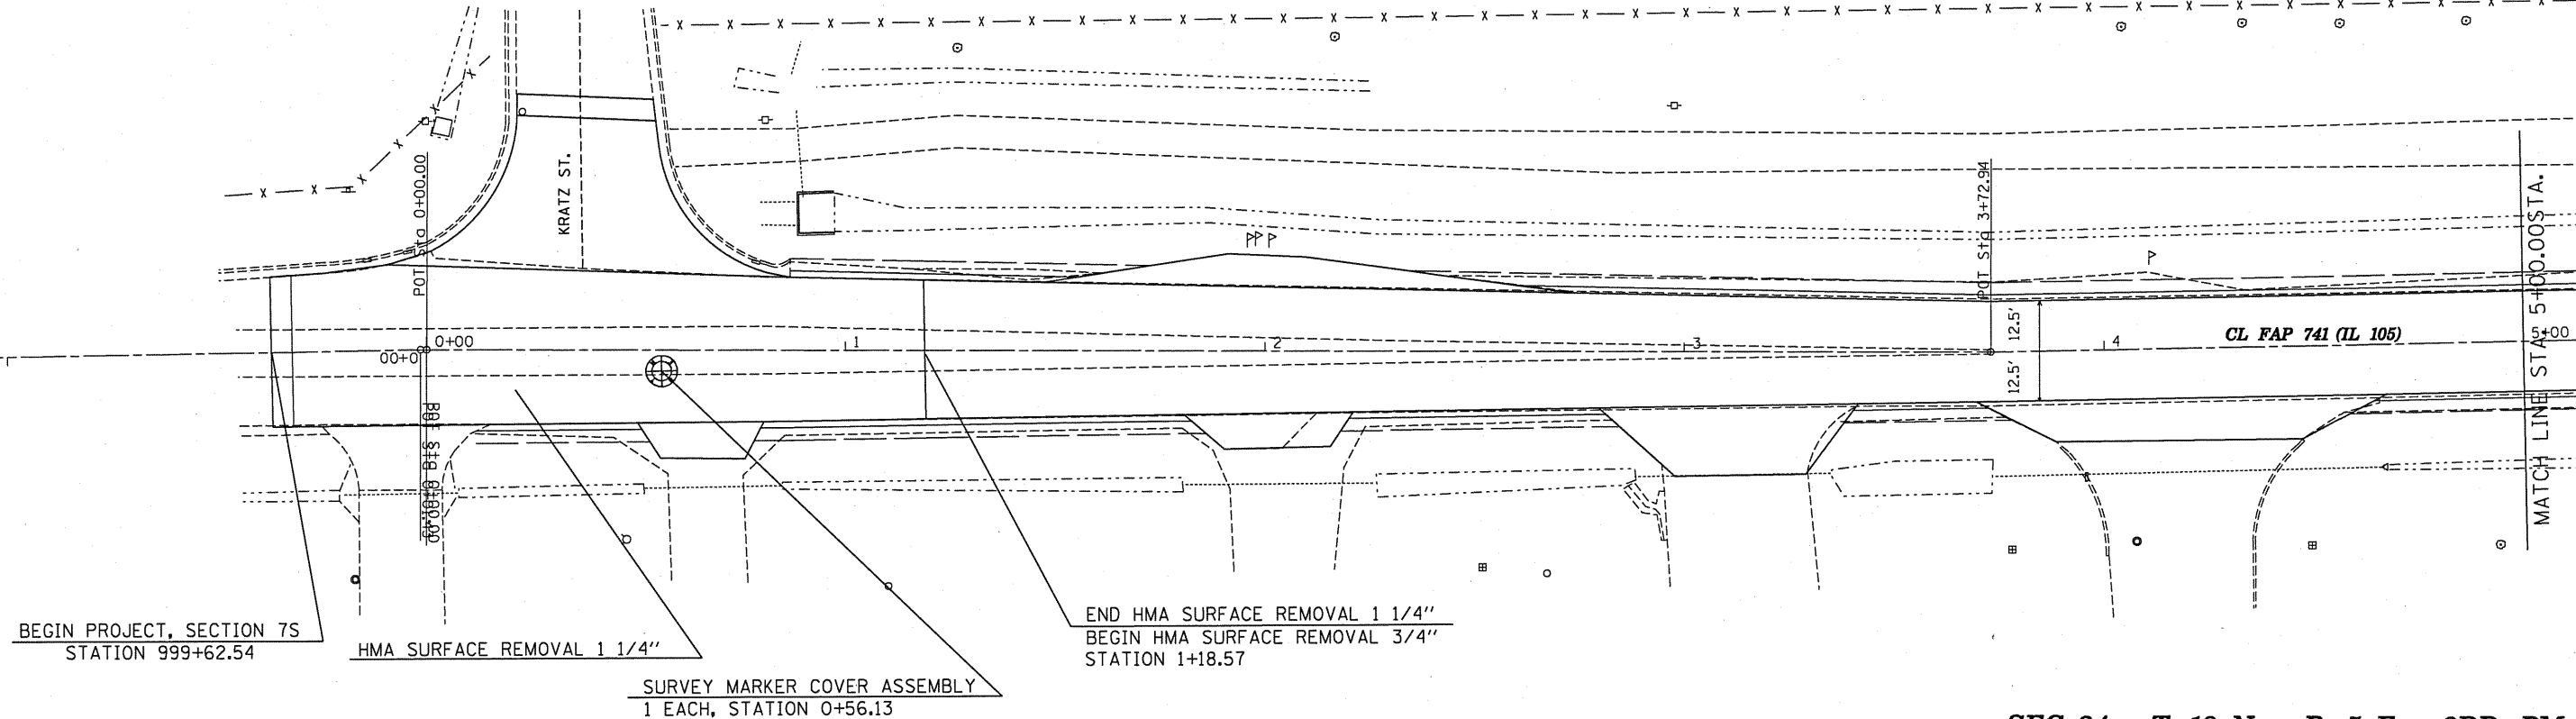 KRATZ ST.
POT Sta 0+00.00
POT Sta 3+72.94
MATCH LINE STA. 5+00.00STA.
0+00
1
2
3
4
5+00
12.5'
12.5'
CL FAP 741 (IL 105)
BEGIN PROJECT, SECTION 7S
STATION 999+62.54
HMA SURFACE REMOVAL 1 1/4"
SURVEY MARKER COVER ASSEMBLY
1 EACH, STATION 0+56.13
END HMA SURFACE REMOVAL 1 1/4"
BEGIN HMA SURFACE REMOVAL 3/4"
STATION 1+18.57